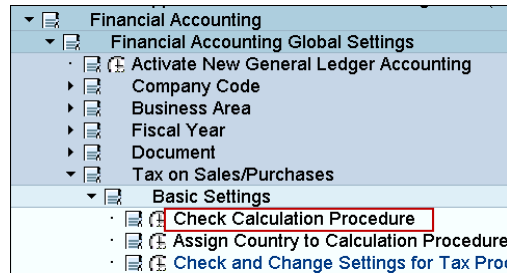 Financial Accounting
Financial Accounting Global Settings
Activate New General Ledger Accounting
Company Code
Business Area
Fiscal Year
Document
Tax on Sales/Purchases
Basic Settings
Check Calculation Procedure
Assign Country to Calculation Procedure
Check and Change Settings for Tax Proc